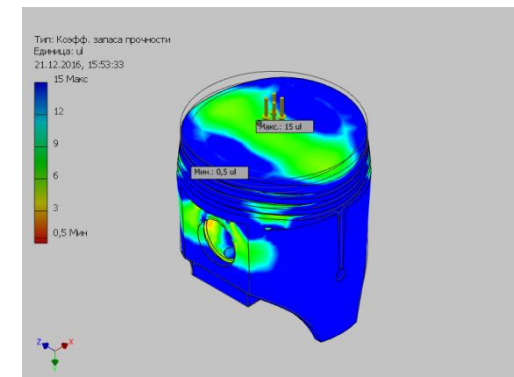 Тип: Коэфф. запаса прочности
Единица: ul
21.12.2016, 15:53:33
15 Макс
12
9
6
3
0,5 Мин
Макс.: 15 ul
Мин.: 0,5 ul
Z
X